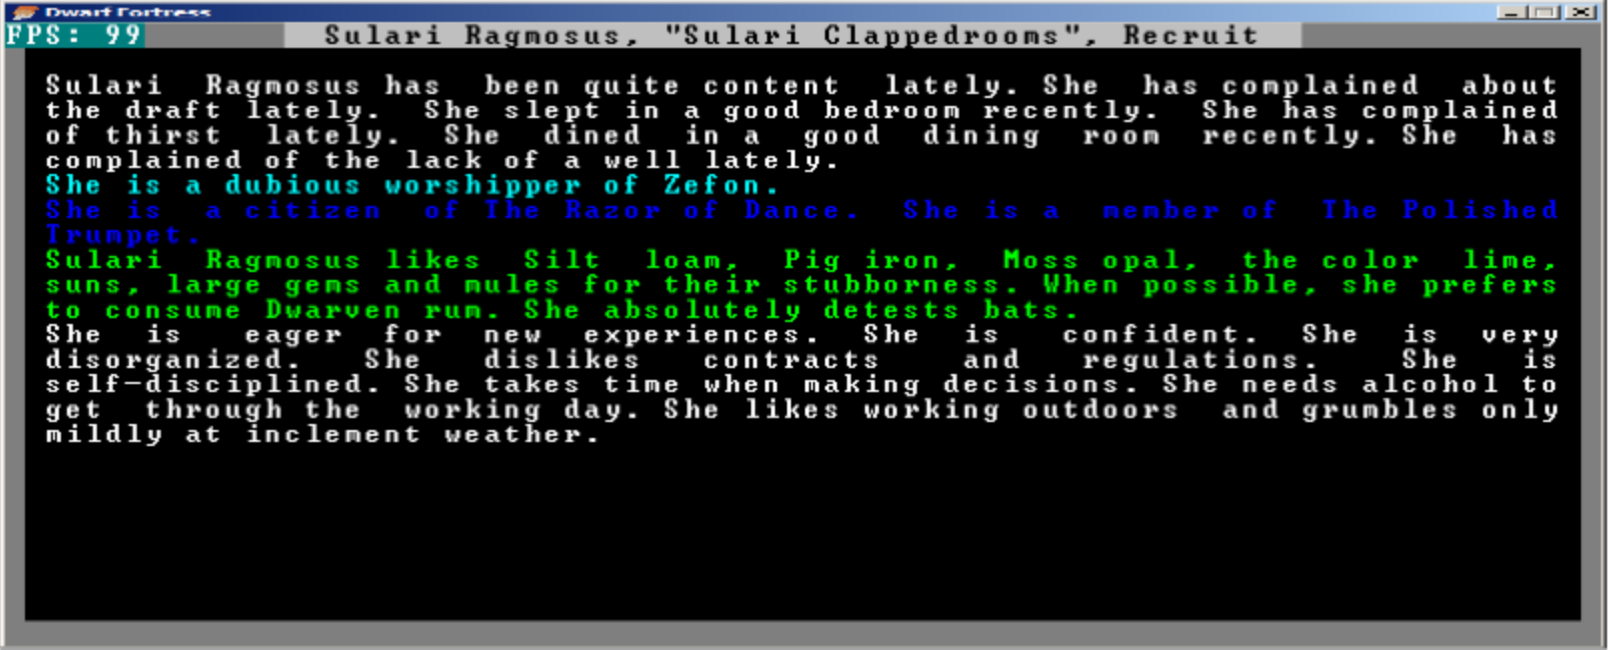 Dwarf Fortress
FPS: 99
Sulari Ragmosus, "Sulari Clappedrooms", Recruit
Sulari Ragmosus has been quite content lately. She has complained about
the draft lately. She slept in a good bedroom recently. She has complained
of thirst lately. She dined in a good dining room recently. She has
complained of the lack of a well lately.
She is a dubious worshipper of Zefon.
She is a citizen of The Razor of Dance. She is a member of The Polished
Trumpet.
Sulari Ragmosus likes Silt loam, Pig iron, Moss opal, the color lime,
suns, large gems and mules for their stubborness. When possible, she prefers
to consume Dwarven rum. She absolutely detests bats.
She is eager for new experiences. She is confident. She is very
disorganized. She dislikes contracts and regulations. She is
self-disciplined. She takes time when making decisions. She needs alcohol to
get through the working day. She likes working outdoors and grumbles only
mildly at inclement weather.